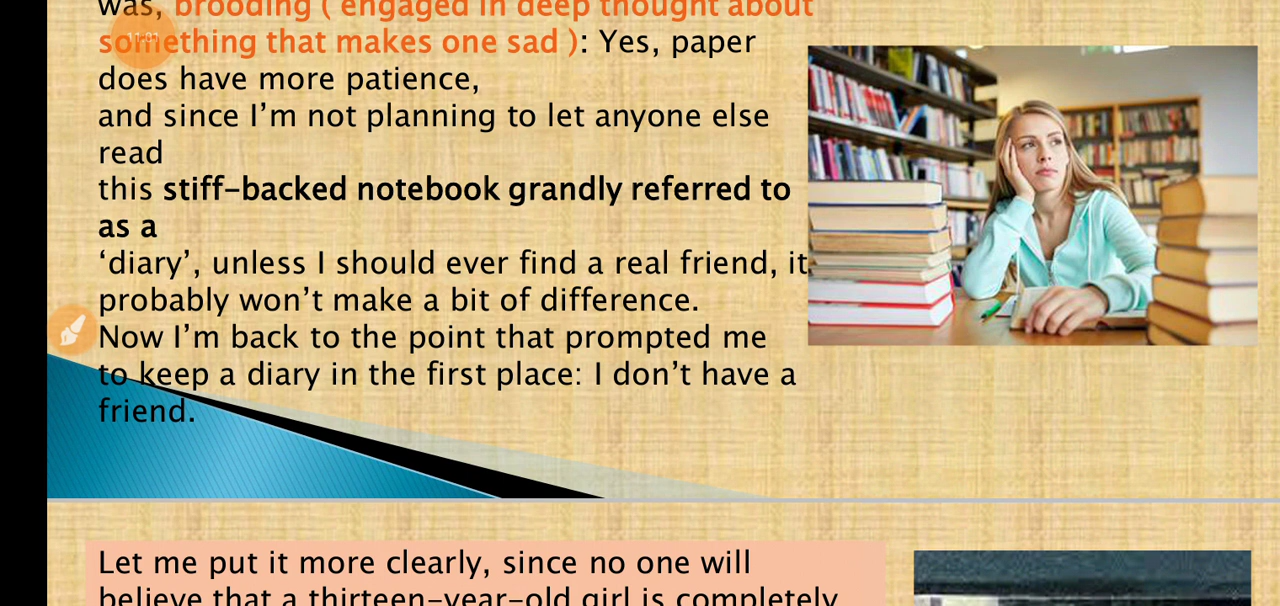 was, brooding ( engaged in deep thought about
something that makes one sad ): Yes, paper
does have more patience,
and since I’m not planning to let anyone else
read
this stiff-backed notebook grandly referred to
as a
‘diary’, unless I should ever find a real friend, it
probably won’t make a bit of difference.
Now I’m back to the point that prompted me
to keep a diary in the first place: I don’t have a
friend.
Let me put it more clearly, since no one will
believe that a thirteen-year-old girl is completely